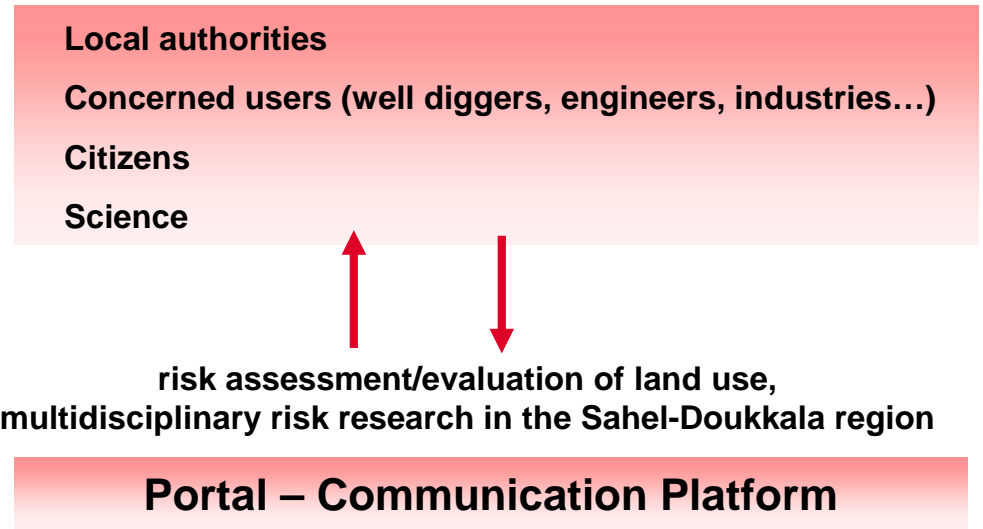 Local authorities
Concerned users (well diggers, engineers, industries…)
Citizens
Science
risk assessment/evaluation of land use,
multidisciplinary risk research in the Sahel-Doukkala region
Portal – Communication Platform